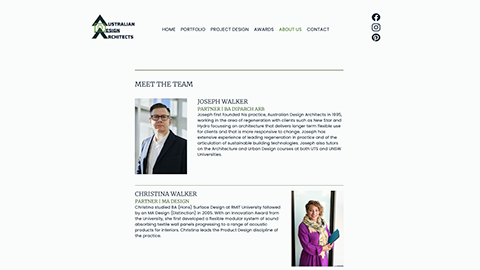 AUSTRALIAN
DESIGN
ARCHITECTS
HOME PORTFOLIO PROJECT DESIGN AWARDS ABOUT US CONTACT
MEET THE TEAM
JOSEPH WALKER
PARTNER | BA DIPARCH ARB
Joseph first founded his practice, Australian Design Architects in 1995,
working in the area of regeneration with clients such as New Star and
Hydro focussing on architecture that delivers longer term flexible use
for clients and that is more responsive to change. Joseph has
extensive experience of leading regeneration in practice and of the
articulation of sustainable building technologies. Joseph also tutors
on the Architecture and Urban Design courses at both UTS and UNSW
Universities.
CHRISTINA WALKER
PARTNER | MA DESIGN
Christina studied BA (Hons) Surface Design at RMIT University followed
by an MA Design (Distinction) in 2005. With an Innovation Award from
the University, she first developed a flexible modular system of sound
absorbing textile wall panels progressing to a range of acoustic
products for interiors. Christina leads the Product Design discipline of
the practice.